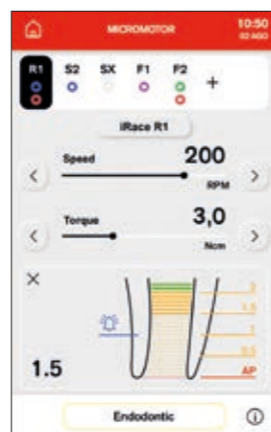 MICROMOTOR
10:50
02 AGO
R1 S2 SX F1 F2 +
iRace R1
Speed 200
RPM
Torque 3,0
Ncm
2
1.5
1
0.5
AP
1.5
Endodontic